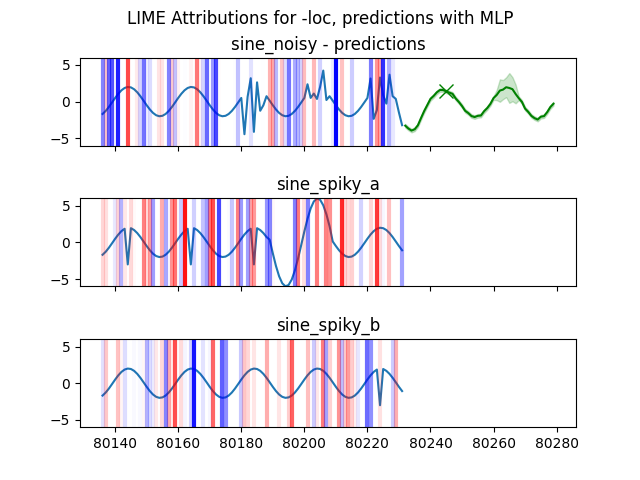 LIME Attributions for -loc, predictions with MLP
sine_noisy - predictions
5
0
−5
sine_spiky_a
5
0
−5
sine_spiky_b
5
0
−5
80140 80160 80180 80200 80220 80240 80260 80280